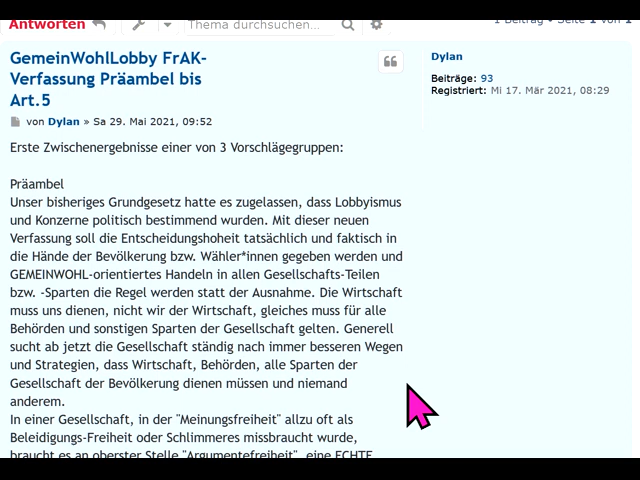 Antworten
Thema durchsuchen…
1 Beitrag • Seite 1 von 1
GemeinWohlLobby FrAK-
Verfassung Präambel bis
Art.5
von Dylan » Sa 29. Mai 2021, 09:52
Dylan
Beiträge: 93
Registriert: Mi 17. Mär 2021, 08:29
Erste Zwischenergebnisse einer von 3 Vorschlägegruppen:
Präambel
Unser bisheriges Grundgesetz hatte es zugelassen, dass Lobbyismus
und Konzerne politisch bestimmend wurden. Mit dieser neuen
Verfassung soll die Entscheidungshoheit tatsächlich und faktisch in
die Hände der Bevölkerung bzw. Wähler*innen gegeben werden und
GEMEINWOHL-orientiertes Handeln in allen Gesellschafts-Teilen
bzw. -Sparten die Regel werden statt der Ausnahme. Die Wirtschaft
muss uns dienen, nicht wir der Wirtschaft, gleiches muss für alle
Behörden und sonstigen Sparten der Gesellschaft gelten. Generell
sucht ab jetzt die Gesellschaft ständig nach immer besseren Wegen
und Strategien, dass Wirtschaft, Behörden, alle Sparten der
Gesellschaft der Bevölkerung dienen müssen und niemand
anderem.
In einer Gesellschaft, in der "Meinungsfreiheit" allzu oft als
Beleidigungs-Freiheit oder Schlimmeres missbraucht wurde,
braucht es an oberster Stelle "Argumentefreiheit", eine ECHTE